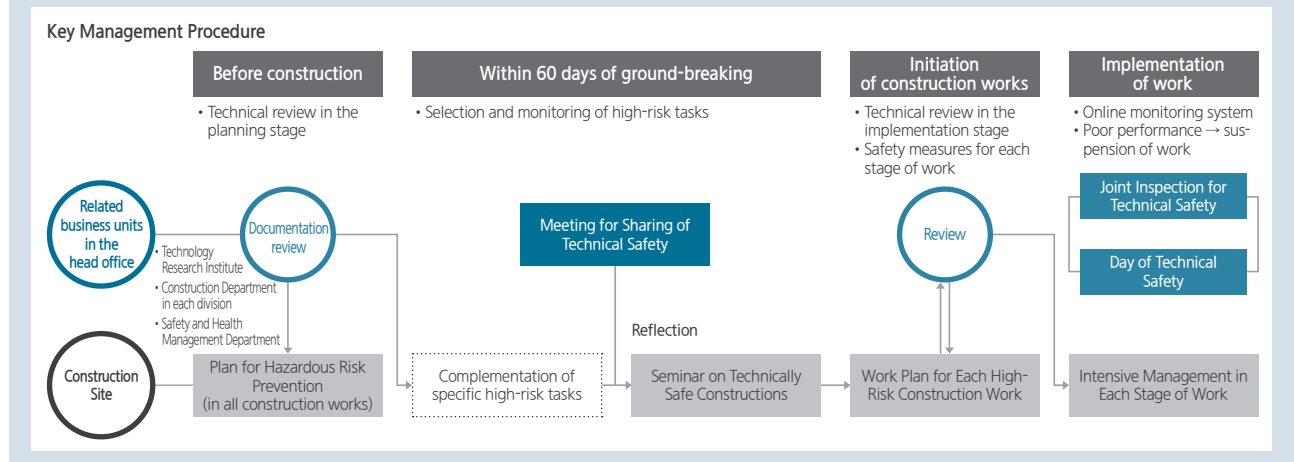 Key Management Procedure
Before construction
• Technical review in the
planning stage
Within 60 days of ground-breaking
• Selection and monitoring of high-risk tasks
Initiation
of construction works
• Technical review in the
implementation stage
• Safety measures for each
stage of work
Implementation
of work
• Online monitoring system
• Poor performance → sus-
pension of work
Related
business units
in the
head office
• Technology
Research Institute
• Construction Department
in each division
• Safety and Health
Management Department
Documentation
review
Meeting for Sharing of
Technical Safety
Review
Joint Inspection for
Technical Safety
Day of Technical
Safety
Reflection
Construction
Site
Plan for Hazardous Risk
Prevention
(in all construction works)
Complementation of
specific high-risk tasks
Seminar on Technically
Safe Constructions
Work Plan for Each High-
Risk Construction Work
Intensive Management in
Each Stage of Work